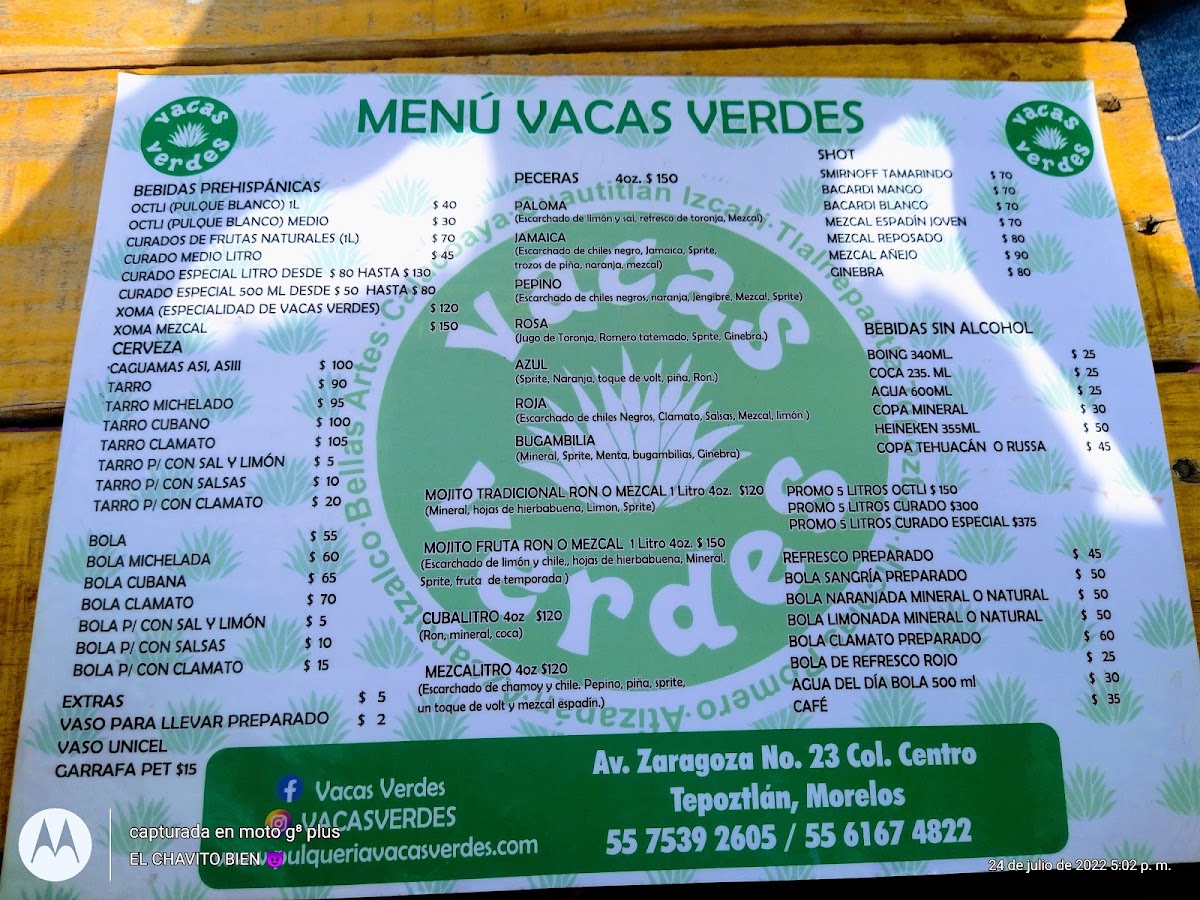 MENÚ VACAS VERDES
vacas verdes
vacas verdes
BEBIDAS PREHISPÁNICAS
OCTLI (PULQUE BLANCO) 1L $ 40
OCTLI (PULQUE BLANCO) MEDIO $ 30
CURADOS DE FRUTAS NATURALES (1L) $ 70
CURADO MEDIO LITRO $ 45
CURADO ESPECIAL LITRO DESDE $ 80 HASTA $ 130
CURADO ESPECIAL 500 ML DESDE $ 50 HASTA $ 80
XOMA (ESPECIALIDAD DE VACAS VERDES) $ 120
XOMA MEZCAL $ 150
CERVEZA
CAGUAMAS ASI, ASIII $ 100
TARRO $ 90
TARRO MICHELADO $ 95
TARRO CUBANO $ 100
TARRO CLAMATO $ 105
TARRO P/ CON SAL Y LIMÓN $ 5
TARRO P/ CON SALSAS $ 10
TARRO P/ CON CLAMATO $ 20
BOLA $ 55
BOLA MICHELADA $ 60
BOLA CUBANA $ 65
BOLA CLAMATO $ 70
BOLA P/ CON SAL Y LIMÓN $ 5
BOLA P/ CON SALSAS $ 10
BOLA P/ CON CLAMATO $ 15
EXTRAS $ 5
VASO PARA LLEVAR PREPARADO $ 2
VASO UNICEL
GARRAFA PET $15
PECERAS 4oz. $ 150
PALOMA
(Escarchado de limón y sal, refresco de toronja, Mezcal)
JAMAICA
(Escarchado de chiles negro, Jamaica, Sprite,
trozos de piña, naranja, mezcal)
PEPINO
(Escarchado de chiles negros, naranja, Jengibre, Mezcal, Sprite)
ROSA
(Jugo de Toronja, Romero tatemado, Sprite, Ginebra.)
AZUL
(Sprite, Naranja, toque de volt, piña, Ron.)
ROJA
(Escarchado de chiles Negros, Clamato, Salsas, Mezcal, limón )
BUGAMBILIA
(Mineral, Sprite, Menta, bugambilias, Ginebra)
MOJITO TRADICIONAL RON O MEZCAL 1 Litro 4oz. $120
(Mineral, hojas de hierbabuena, Limon, Sprite)
MOJITO FRUTA RON O MEZCAL 1 Litro 4oz. $ 150
(Escarchado de limón y chile,, hojas de hierbabuena, Mineral,
Sprite, fruta de temporada )
CUBALITRO 4oz $120
(Ron, mineral, coca)
MEZCALITRO 4oz $120
(Escarchado de chamoy y chile. Pepino, piña, sprite,
un toque de volt y mezcal espadín.)
SHOT
SMIRNOFF TAMARINDO $ 70
BACARDI MANGO $ 70
BACARDI BLANCO $ 70
MEZCAL ESPADÍN JOVEN $ 70
MEZCAL REPOSADO $ 80
MEZCAL AÑEJO $ 90
GINEBRA $ 80
BEBIDAS SIN ALCOHOL
BOING 340ML. $ 25
COCA 235. ML $ 25
AGUA 600ML $ 25
COPA MINERAL $ 30
HEINEKEN 355ML $ 50
COPA TEHUACÁN O RUSSA $ 45
PROMO 5 LITROS OCTLI $ 150
PROMO 5 LITROS CURADO $300
PROMO 5 LITROS CURADO ESPECIAL $375
REFRESCO PREPARADO $ 45
BOLA SANGRÍA PREPARADO $ 50
BOLA NARANJADA MINERAL O NATURAL $ 50
BOLA LIMONADA MINERAL O NATURAL $ 50
BOLA CLAMATO PREPARADO $ 60
BOLA DE REFRESCO ROJO $ 25
AGUA DEL DÍA BOLA 500 ml $ 30
CAFÉ $ 35
vacas verdes
Bellas Artes
Izcalli
Vacas Verdes
VACASVERDES
pulqueriavacasverdes.com
Av. Zaragoza No. 23 Col. Centro
Tepoztlán, Morelos
55 7539 2605 / 55 6167 4822
capturada en moto g⁸ plus
EL CHAVITO BIEN 😈
24 de julio de 2022 5:02 p. m.